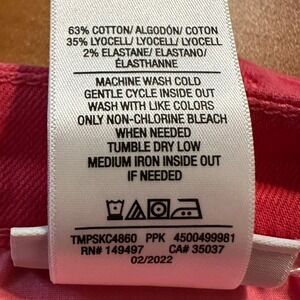 63% COTTON/ ALGODÓN/ COTON
35% LYOCELL/ LYOCELL/ LYOCELL
2% ELASTANE/ ELASTANO/
ÉLASTHANNE
MACHINE WASH COLD
GENTLE CYCLE INSIDE OUT
WASH WITH LIKE COLORS
ONLY NON-CHLORINE BLEACH
WHEN NEEDED
TUMBLE DRY LOW
MEDIUM IRON INSIDE OUT
IF NEEDED
TMPSKC4860 PPK 4500499981
RN# 149497 CA# 35037
02/2022